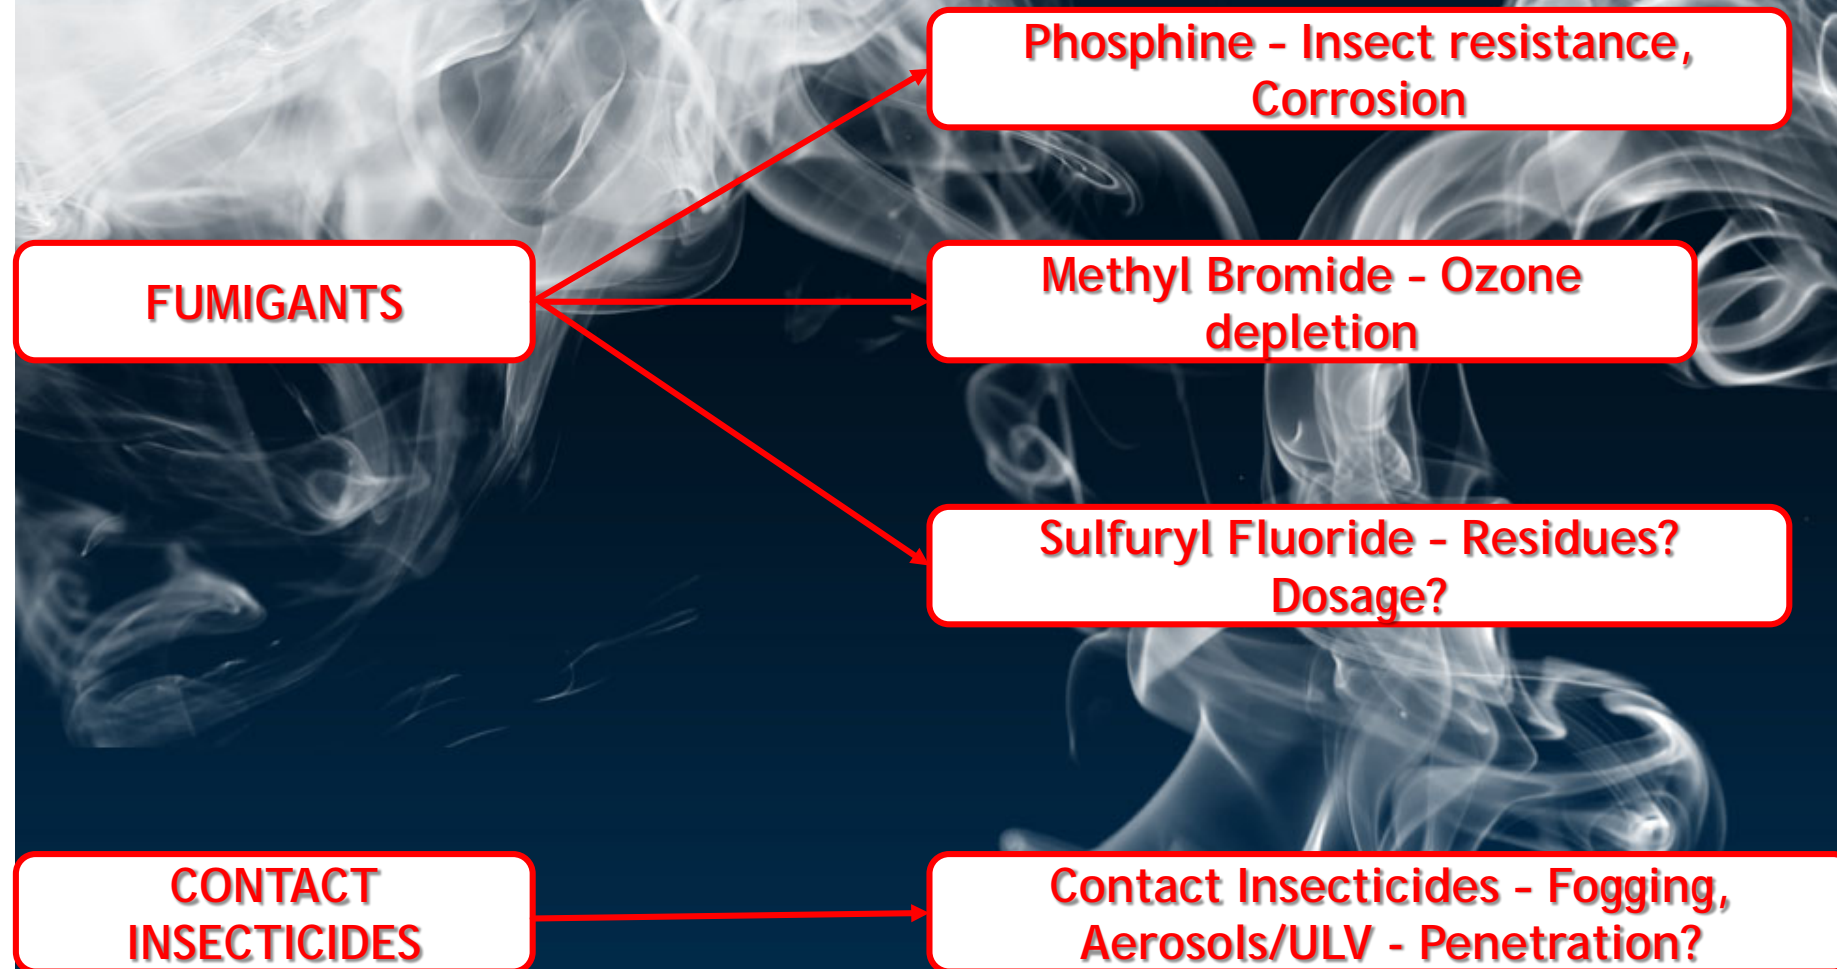 Phosphine - Insect resistance,
Corrosion
FUMIGANTS
Methyl Bromide - Ozone
depletion
Sulfuryl Fluoride - Residues?
Dosage?
CONTACT
INSECTICIDES
Contact Insecticides - Fogging,
Aerosols/ULV - Penetration?